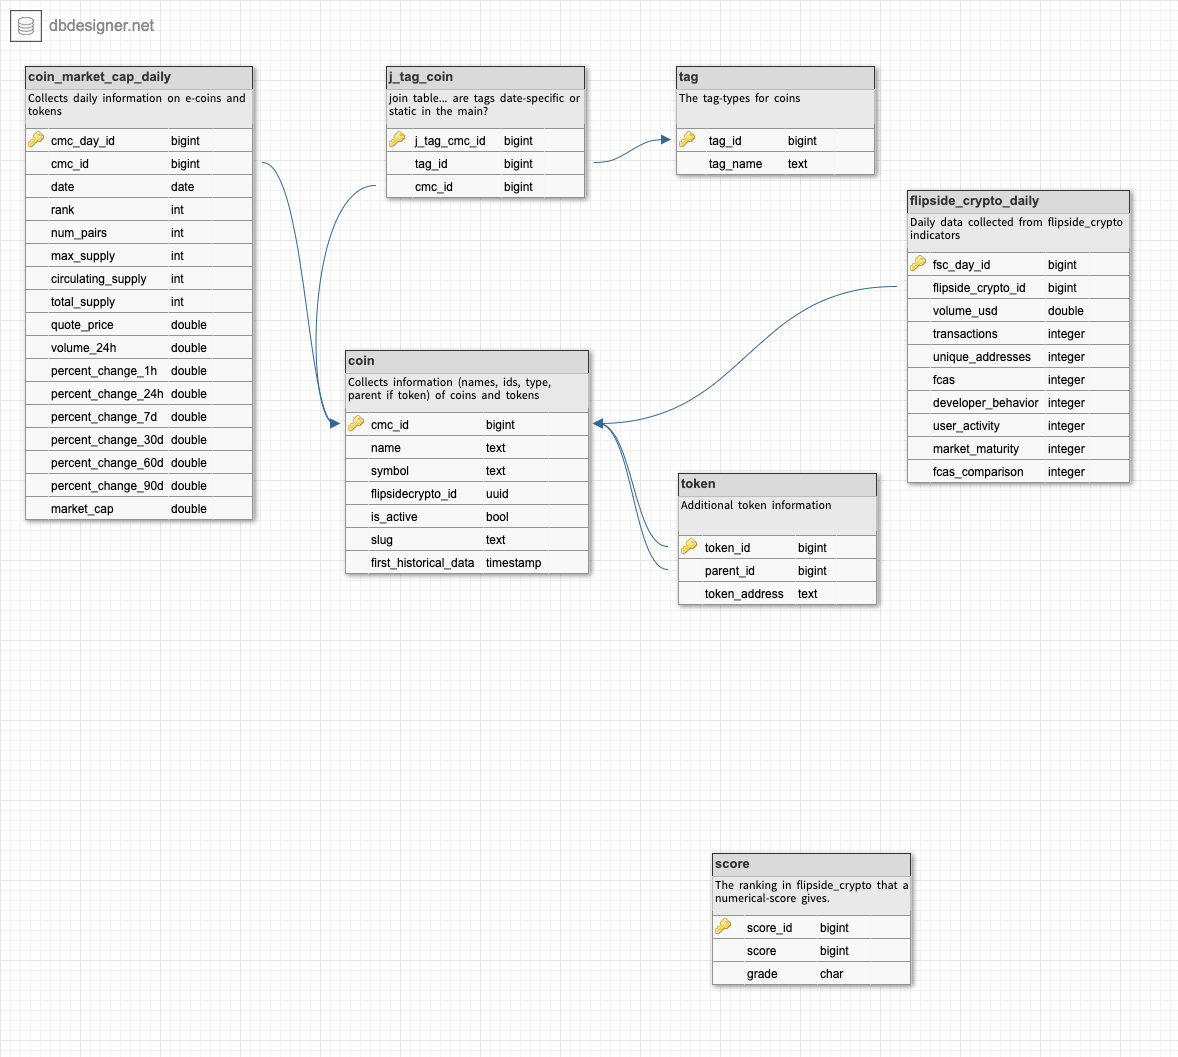 dbdesigner.net
coin_market_cap_daily
Collects daily information on e-coins and
tokens
cmc_day_id bigint
cmc_id bigint
date date
rank int
num_pairs int
max_supply int
circulating_supply int
total_supply int
quote_price double
volume_24h double
percent_change_1h double
percent_change_24h double
percent_change_7d double
percent_change_30d double
percent_change_60d double
percent_change_90d double
market_cap double
j_tag_coin
join table... are tags date-specific or
static in the main?
j_tag_cmc_id bigint
tag_id bigint
cmc_id bigint
tag
The tag-types for coins
tag_id bigint
tag_name text
flipside_crypto_daily
Daily data collected from flipside_crypto
indicators
fsc_day_id bigint
flipside_crypto_id bigint
volume_usd double
transactions integer
unique_addresses integer
fcas integer
developer_behavior integer
user_activity integer
market_maturity integer
fcas_comparison integer
coin
Collects information (names, ids, type,
parent if token) of coins and tokens
cmc_id bigint
name text
symbol text
flipsidecrypto_id uuid
is_active bool
slug text
first_historical_data timestamp
token
Additional token information
token_id bigint
parent_id bigint
token_address text
score
The ranking in flipside_crypto that a
numerical-score gives.
score_id bigint
score bigint
grade char